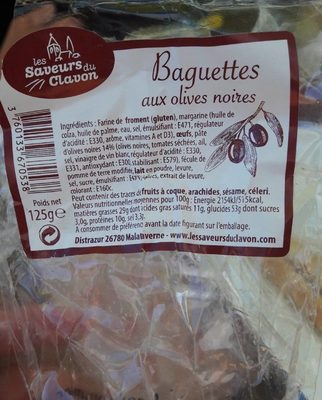 les
Saveurs du
Clavon
Baguettes
aux olives noires
Ingrédients : Farine de froment (gluten), margarine (huile de
colza, huile de palme, eau, sel, émulsifiant : E471, régulateur
d'acidité : E330, arôme, vitamines A et D), œufs, pâte
d'olives noires 14% (olives noires, tomates séchées, ail,
sel, vinaigre de vin blanc, régulateur d'acidité : E330,
E331, antioxydant : E300, stabilisant : E579), fécule de
pomme de terre modifiée, lait en poudre, levure,
sel, sucre, émulsifiant : extrait de levure,
colorant : E160c.
Peut contenir des traces de fruits à coque, arachides, sésame, céleri.
Valeurs nutritionnelles moyennes pour 100g : Energie 2154kJ/515kcal,
matières grasses 29g dont acides gras saturés 11g, glucides 53g dont sucres
3,0g, protéines 10g, sel 3,3g.
A consommer de préférence avant la date figurant sur l'emballage.
Distrazur 26780 Malataverne - www.lessaveursduclavon.com
3760135670538
Poids net
125g e